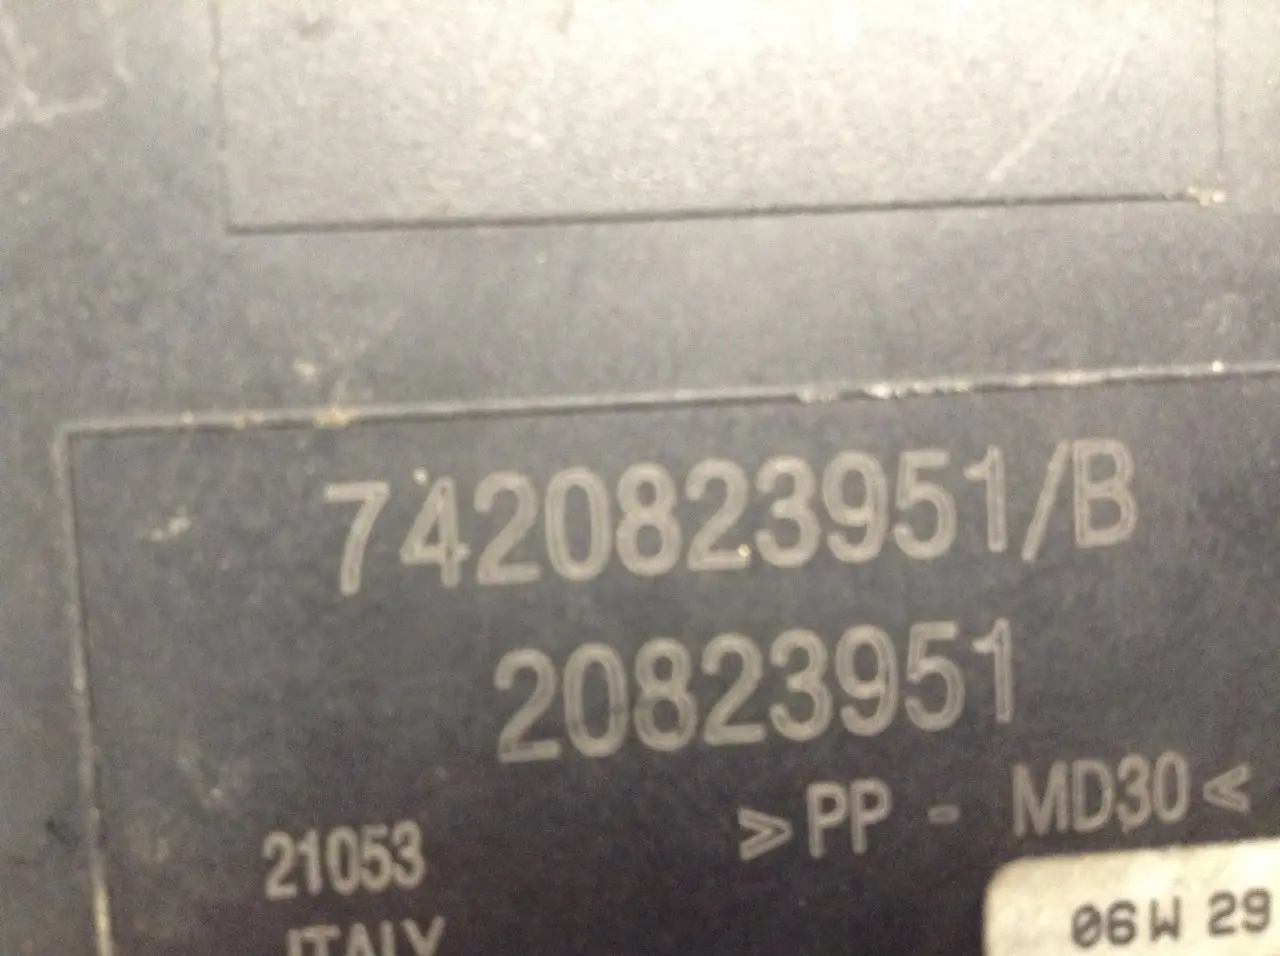 7420823951/B
20823951
>PP - MD30<
21053
ITALY
06W 29